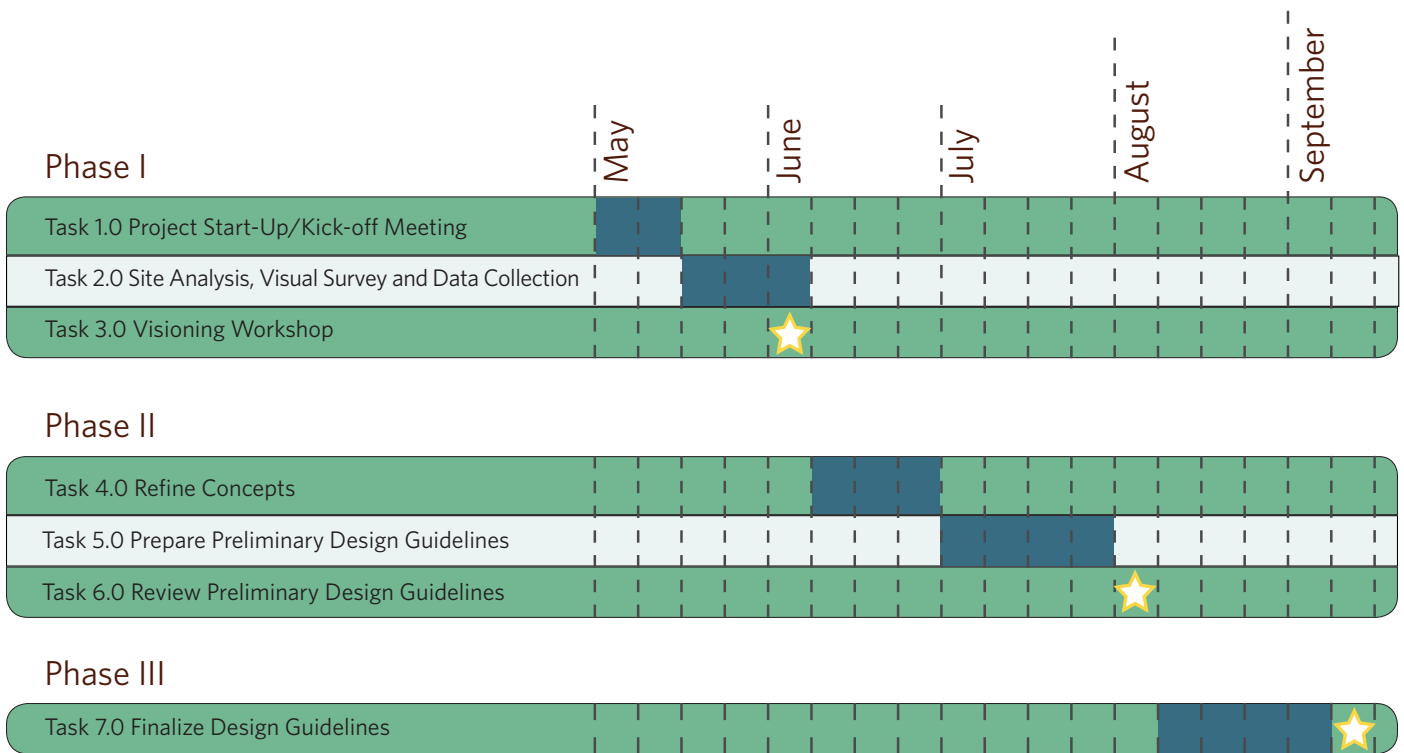 May
June
July
August
September
Phase I
Task 1.0 Project Start-Up/Kick-off Meeting
Task 2.0 Site Analysis, Visual Survey and Data Collection
Task 3.0 Visioning Workshop
Phase II
Task 4.0 Refine Concepts
Task 5.0 Prepare Preliminary Design Guidelines
Task 6.0 Review Preliminary Design Guidelines
Phase III
Task 7.0 Finalize Design Guidelines